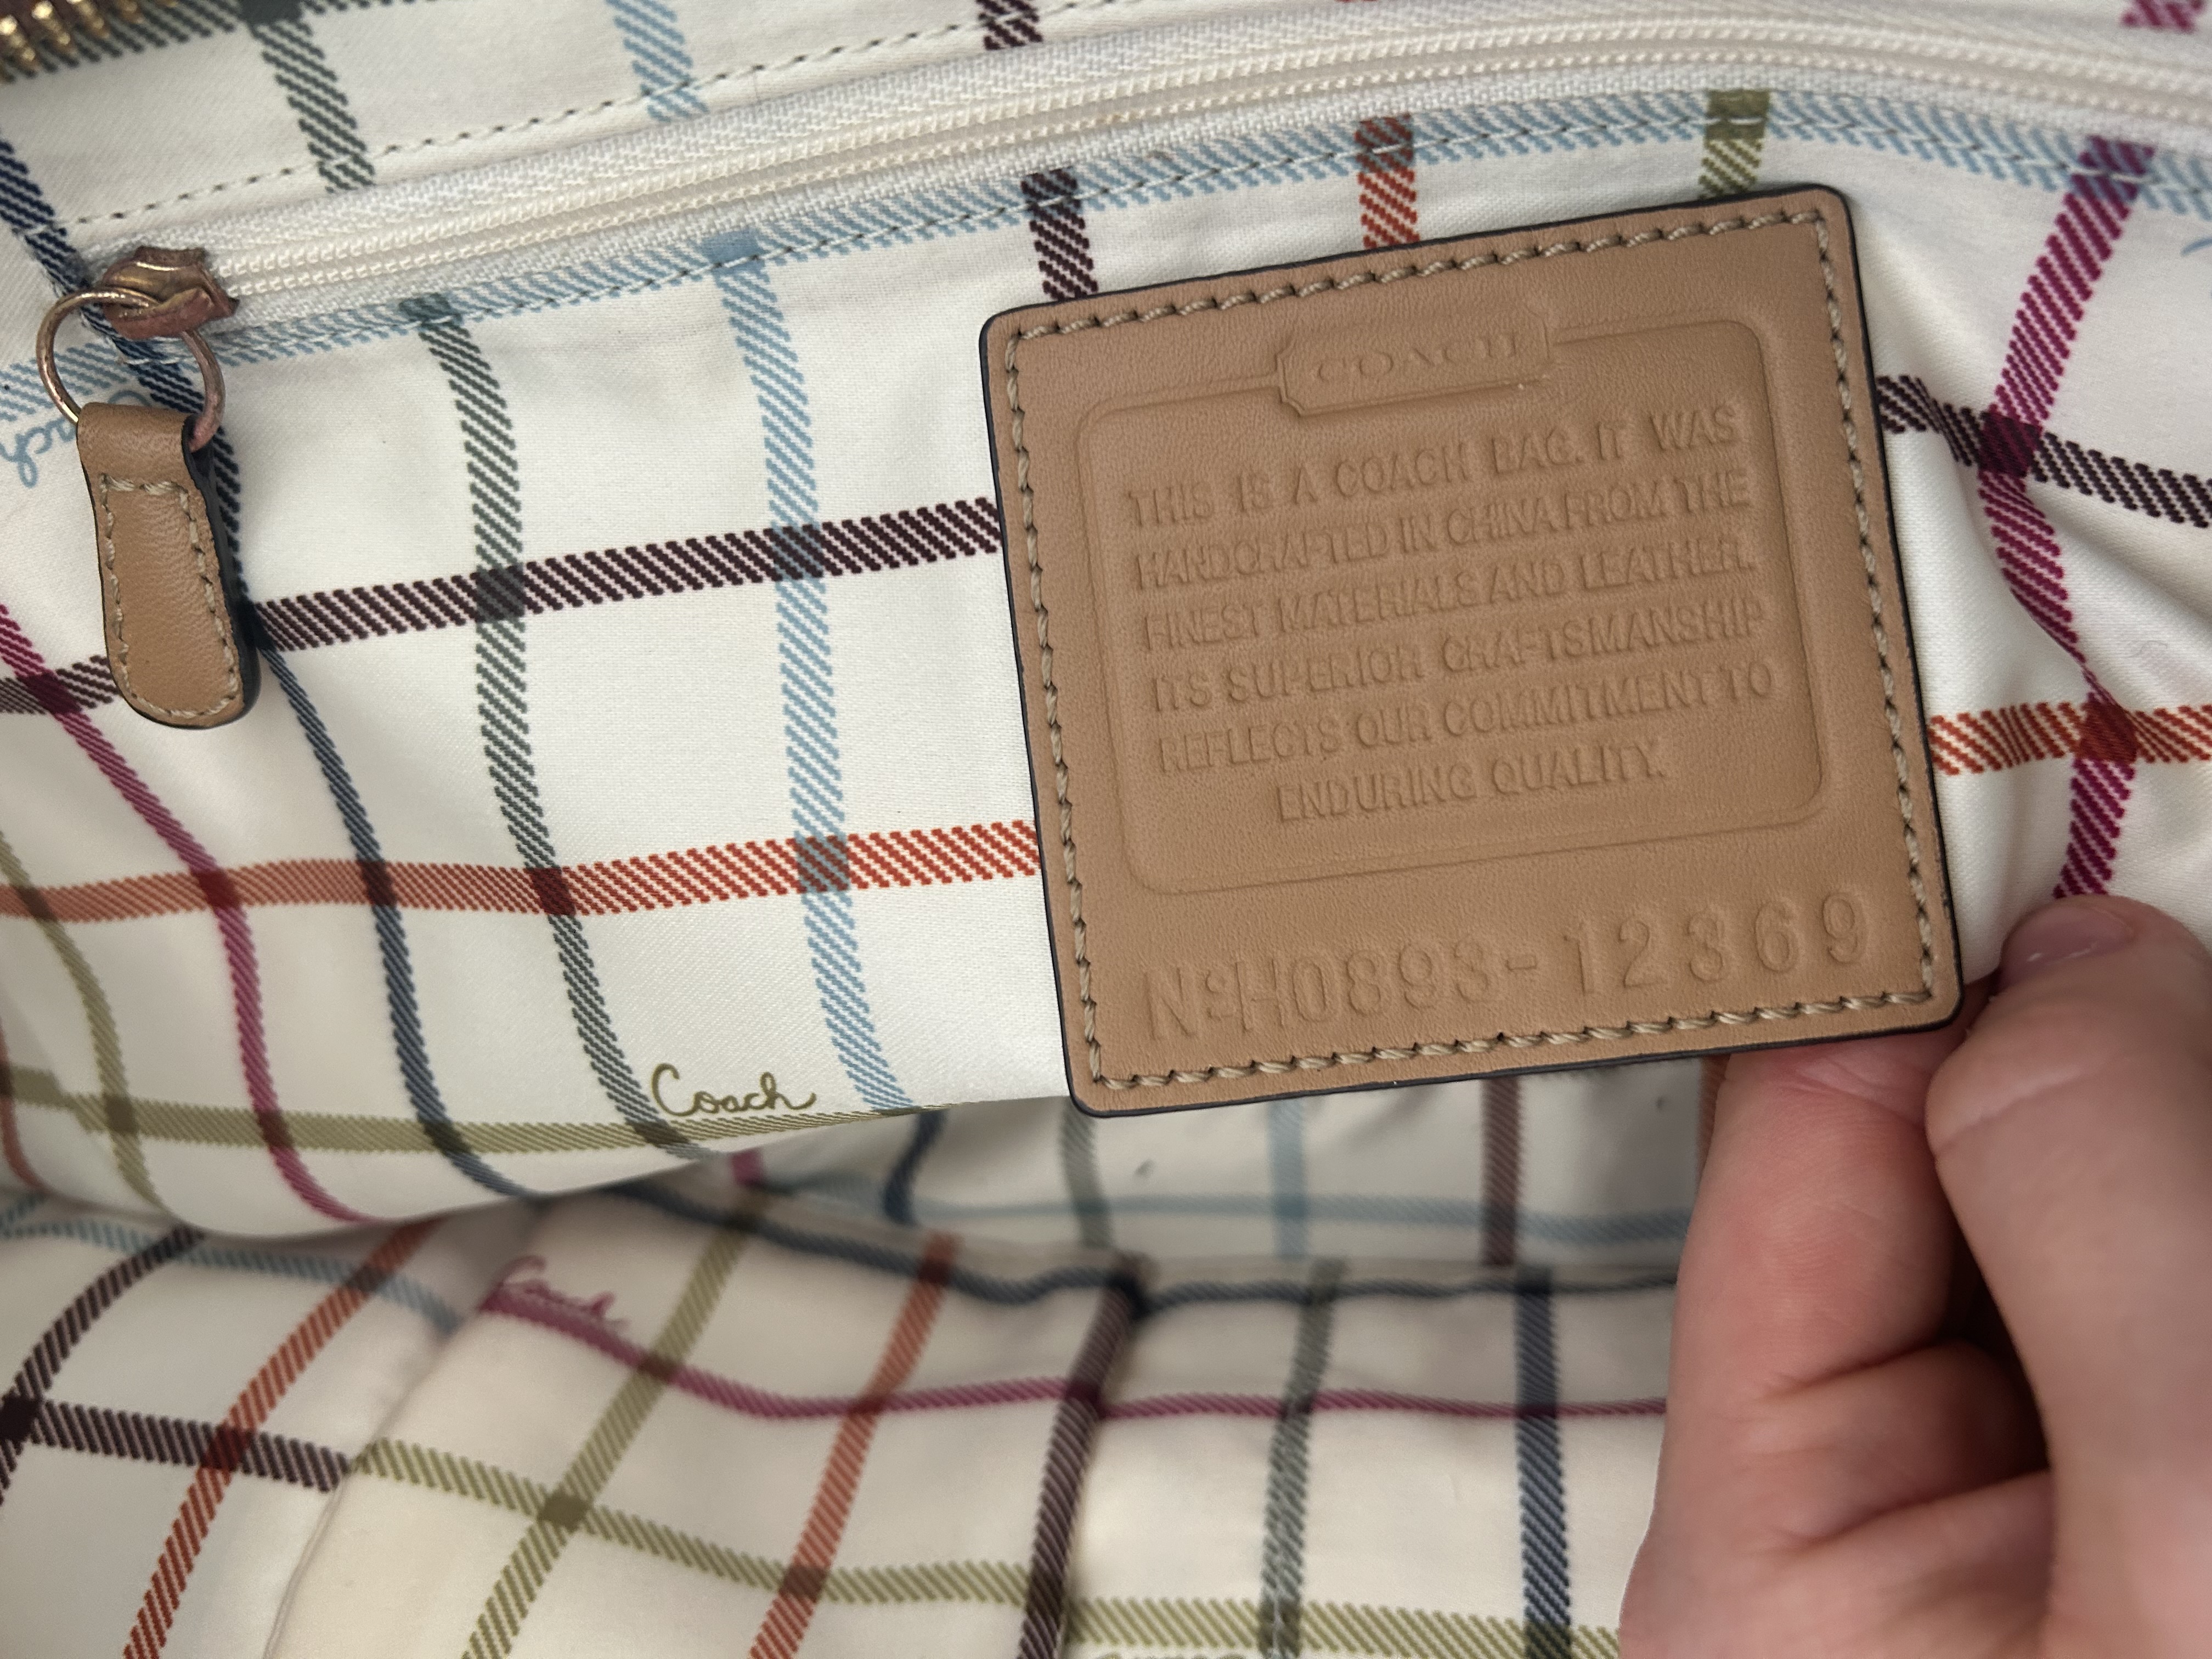 COACH
THIS IS A COACH BAG. IT WAS
HANDCRAFTED IN CHINA FROM THE
FINEST MATERIALS AND LEATHER.
ITS SUPERIOR CRAFTSMANSHIP
REFLECTS OUR COMMITMENT TO
ENDURING QUALITY.
Nº H0893-12369
Coach
Coach